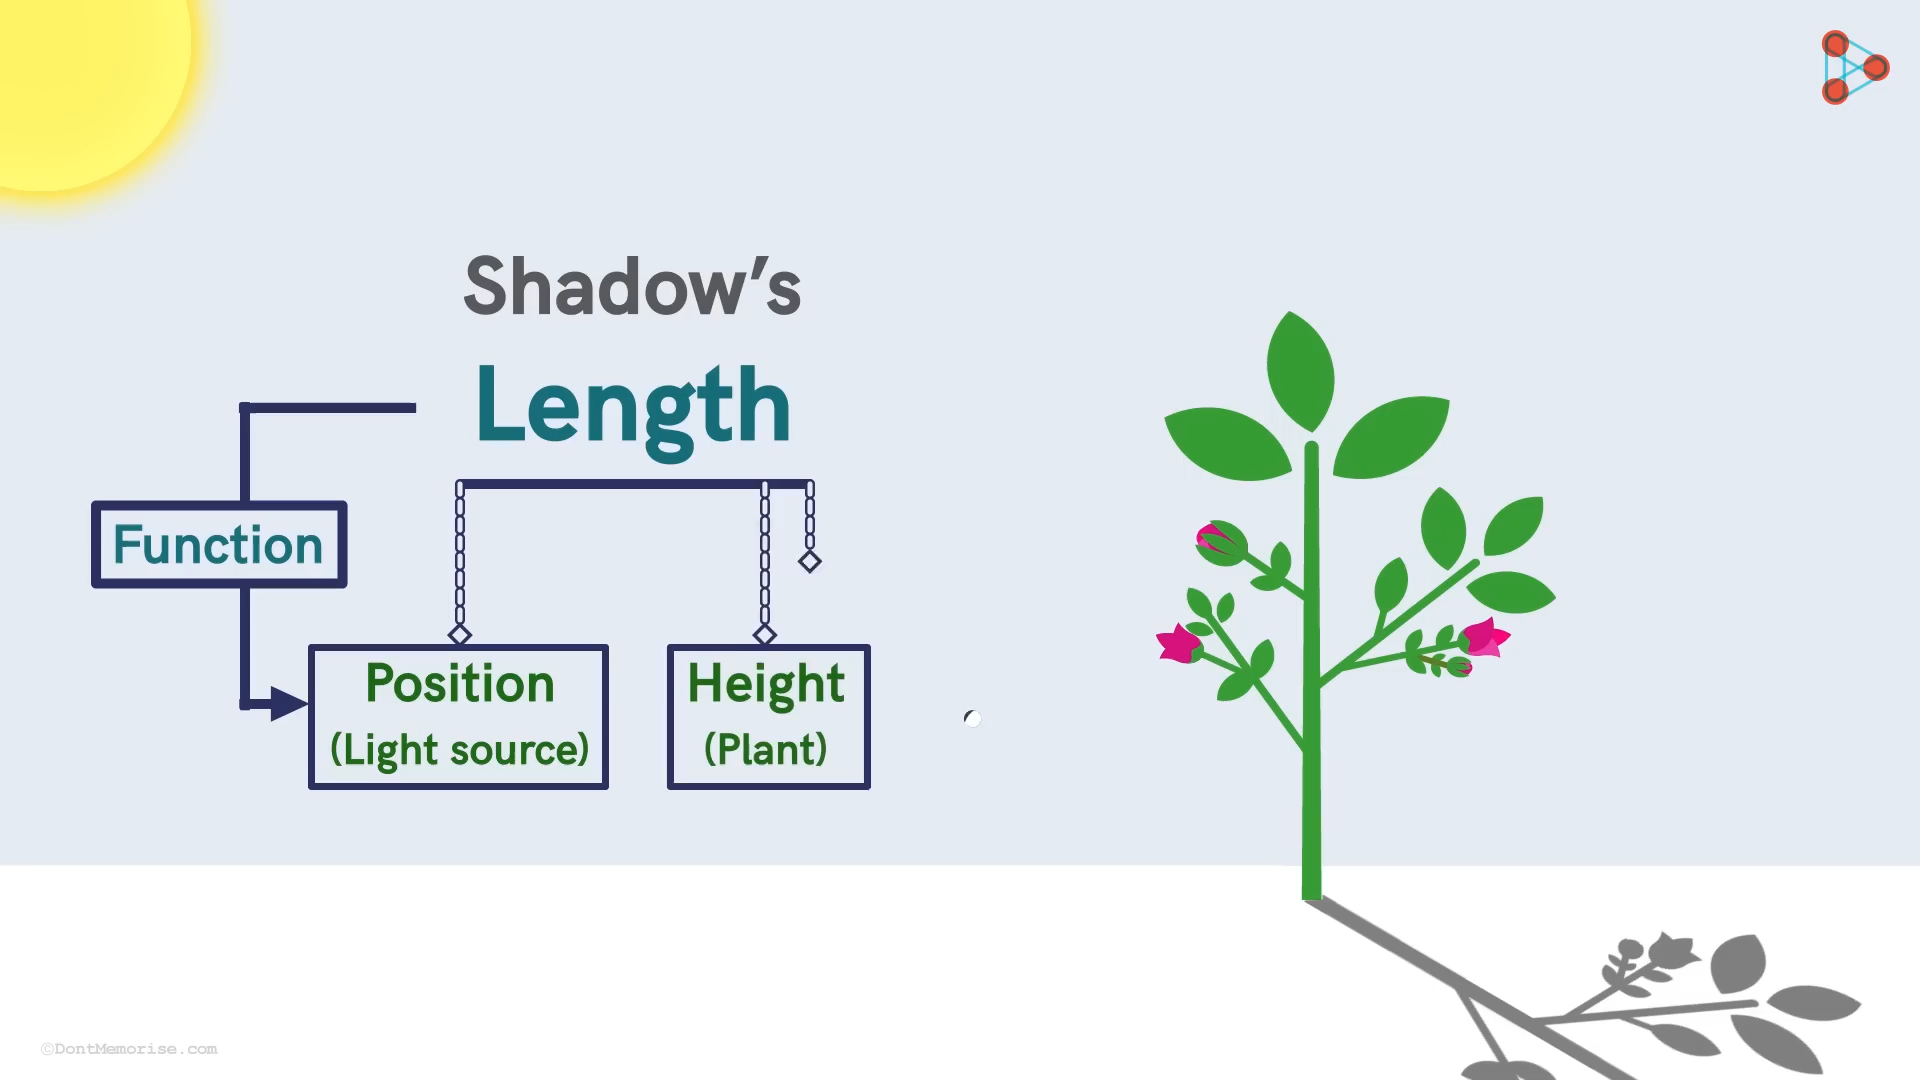 Shadow’s
Length
Function
Position
(Light source)
Height
(Plant)
©DontMemorise.com